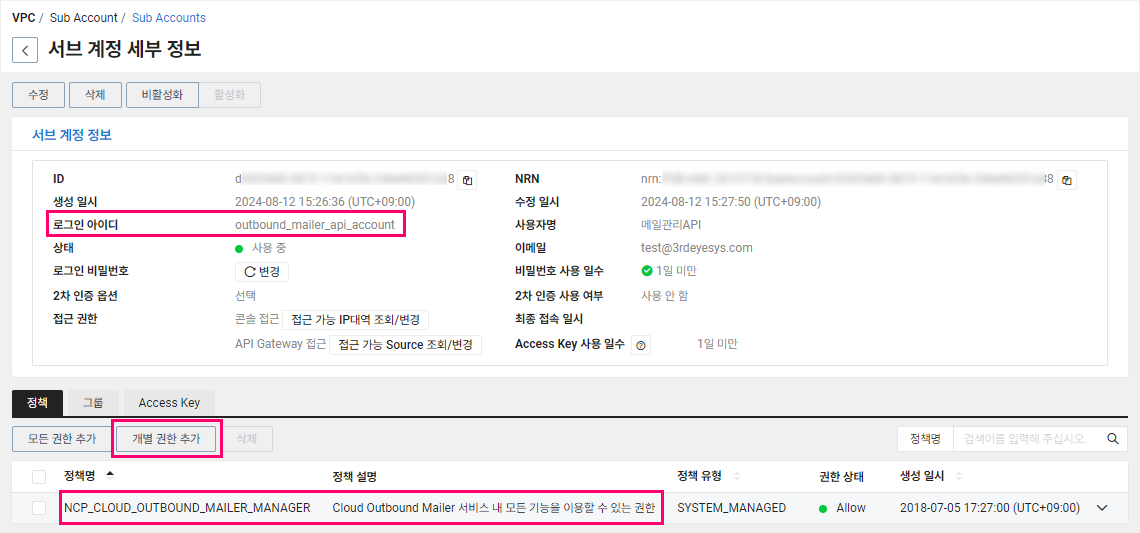 VPC / Sub Account / Sub Accounts
서브 계정 세부 정보
수정 삭제 비활성화 활성화
서브 계정 정보
ID NRN nrn:
생성 일시 2024-08-12 15:26:36 (UTC+09:00) 수정 일시 2024-08-12 15:27:50 (UTC+09:00)
로그인 아이디 outbound_mailer_api_account 사용자명 메일관리API
상태 사용 중 이메일 test@3rdeyesys.com
로그인 비밀번호 변경 비밀번호 사용 일수 1일 미만
2차 인증 옵션 선택 2차 인증 사용 여부 사용 안 함
접근 권한 콘솔 접근 접근 가능 IP대역 조회/변경 최종 접속 일시
API Gateway 접근 접근 가능 Source 조회/변경 Access Key 사용 일수 1일 미만
정책 그룹 Access Key
모든 권한 추가 개별 권한 추가 삭제 정책명 검색어를 입력해 주십시오.
정책명 정책 설명 정책 유형 권한 상태 생성 일시
NCP_CLOUD_OUTBOUND_MAILER_MANAGER Cloud Outbound Mailer 서비스 내 모든 기능을 이용할 수 있는 권한 SYSTEM_MANAGED Allow 2018-07-05 17:27:00 (UTC+09:00)